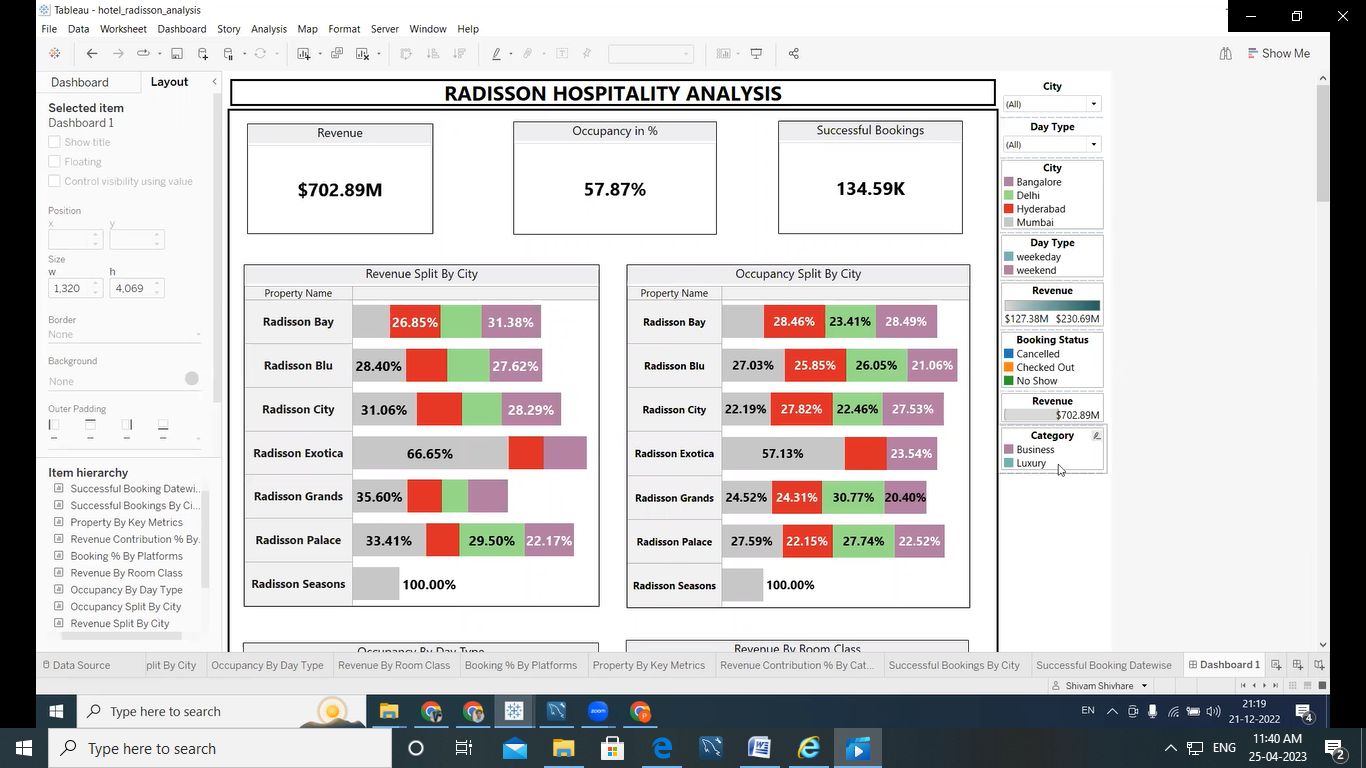 Tableau - hotel_radisson_analysis
File Data Worksheet Dashboard Story Analysis Map Format Server Window Help
Show Me
Dashboard Layout
Selected item
Dashboard 1
Show title
Floating
Control visibility using value
Position
x y
Size
w h
1,320 4,069
Border
None
Background
None
Outer Padding
Item hierarchy
Successful Booking Datewi..
Successful Bookings By Ci...
Property By Key Metrics
Revenue Contribution % By.
Booking % By Platforms
Revenue By Room Class
Occupancy By Day Type
Occupancy Split By City
Revenue Split By City
RADISSON HOSPITALITY ANALYSIS
Revenue
$702.89M
Occupancy in %
57.87%
Successful Bookings
134.59K
Revenue Split By City
Property Name
Radisson Bay 26.85% 31.38%
Radisson Blu 28.40% 27.62%
Radisson City 31.06% 28.29%
Radisson Exotica 66.65%
Radisson Grands 35.60%
Radisson Palace 33.41% 29.50% 22.17%
Radisson Seasons 100.00%
Occupancy Split By City
Property Name
Radisson Bay 28.46% 23.41% 28.49%
Radisson Blu 27.03% 25.85% 26.05% 21.06%
Radisson City 22.19% 27.82% 22.46% 27.53%
Radisson Exotica 57.13% 23.54%
Radisson Grands 24.52% 24.31% 30.77% 20.40%
Radisson Palace 27.59% 22.15% 27.74% 22.52%
Radisson Seasons 100.00%
Occupancy By Day Type
Revenue By Room Class
City
(All)
Day Type
(All)
City
Bangalore
Delhi
Hyderabad
Mumbai
Day Type
weekeday
weekend
Revenue
$127.38M $230.69M
Booking Status
Cancelled
Checked Out
No Show
Revenue
$702.89M
Category
Business
Luxury
Data Source plit By City Occupancy By Day Type Revenue By Room Class Booking % By Platforms Property By Key Metrics Revenue Contribution % By Cat... Successful Bookings By City Successful Booking Datewise Dashboard 1
Shivam Shivhare
Type here to search
EN
21:19
21-12-2022
4
Type here to search
ENG
11:40 AM
25-04-2023
2